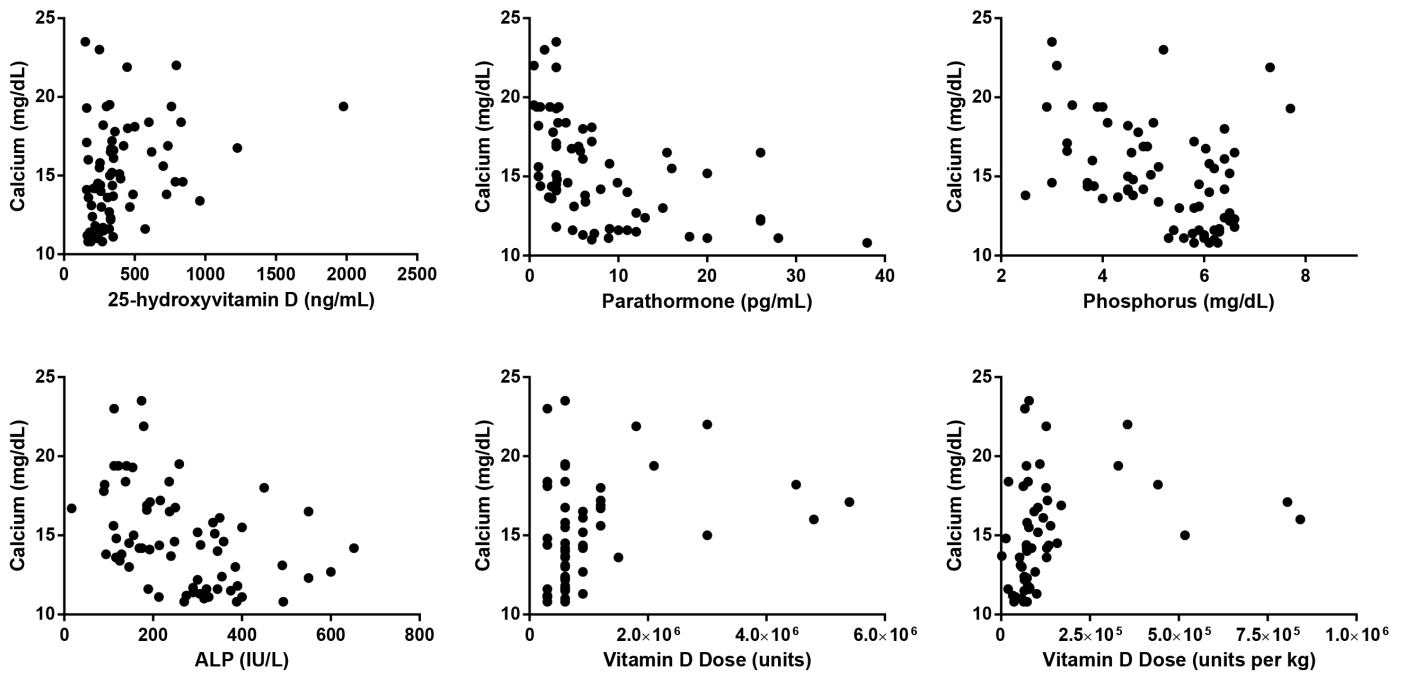 25 25 25
20 20 20
15 15 15
10 10 10
Calcium (mg/dL) Calcium (mg/dL) Calcium (mg/dL)
0 500 1000 1500 2000 2500 0 10 20 30 40 2 4 6 8
25-hydroxyvitamin D (ng/mL) Parathormone (pg/mL) Phosphorus (mg/dL)
25 25 25
20 20 20
15 15 15
10 10 10
Calcium (mg/dL) Calcium (mg/dL) Calcium (mg/dL)
0 200 400 600 800 0 2.0×10⁶ 4.0×10⁶ 6.0×10⁶ 0 2.5×10⁵ 5.0×10⁵ 7.5×10⁵ 1.0×10⁶
ALP (IU/L) Vitamin D Dose (units) Vitamin D Dose (units per kg)